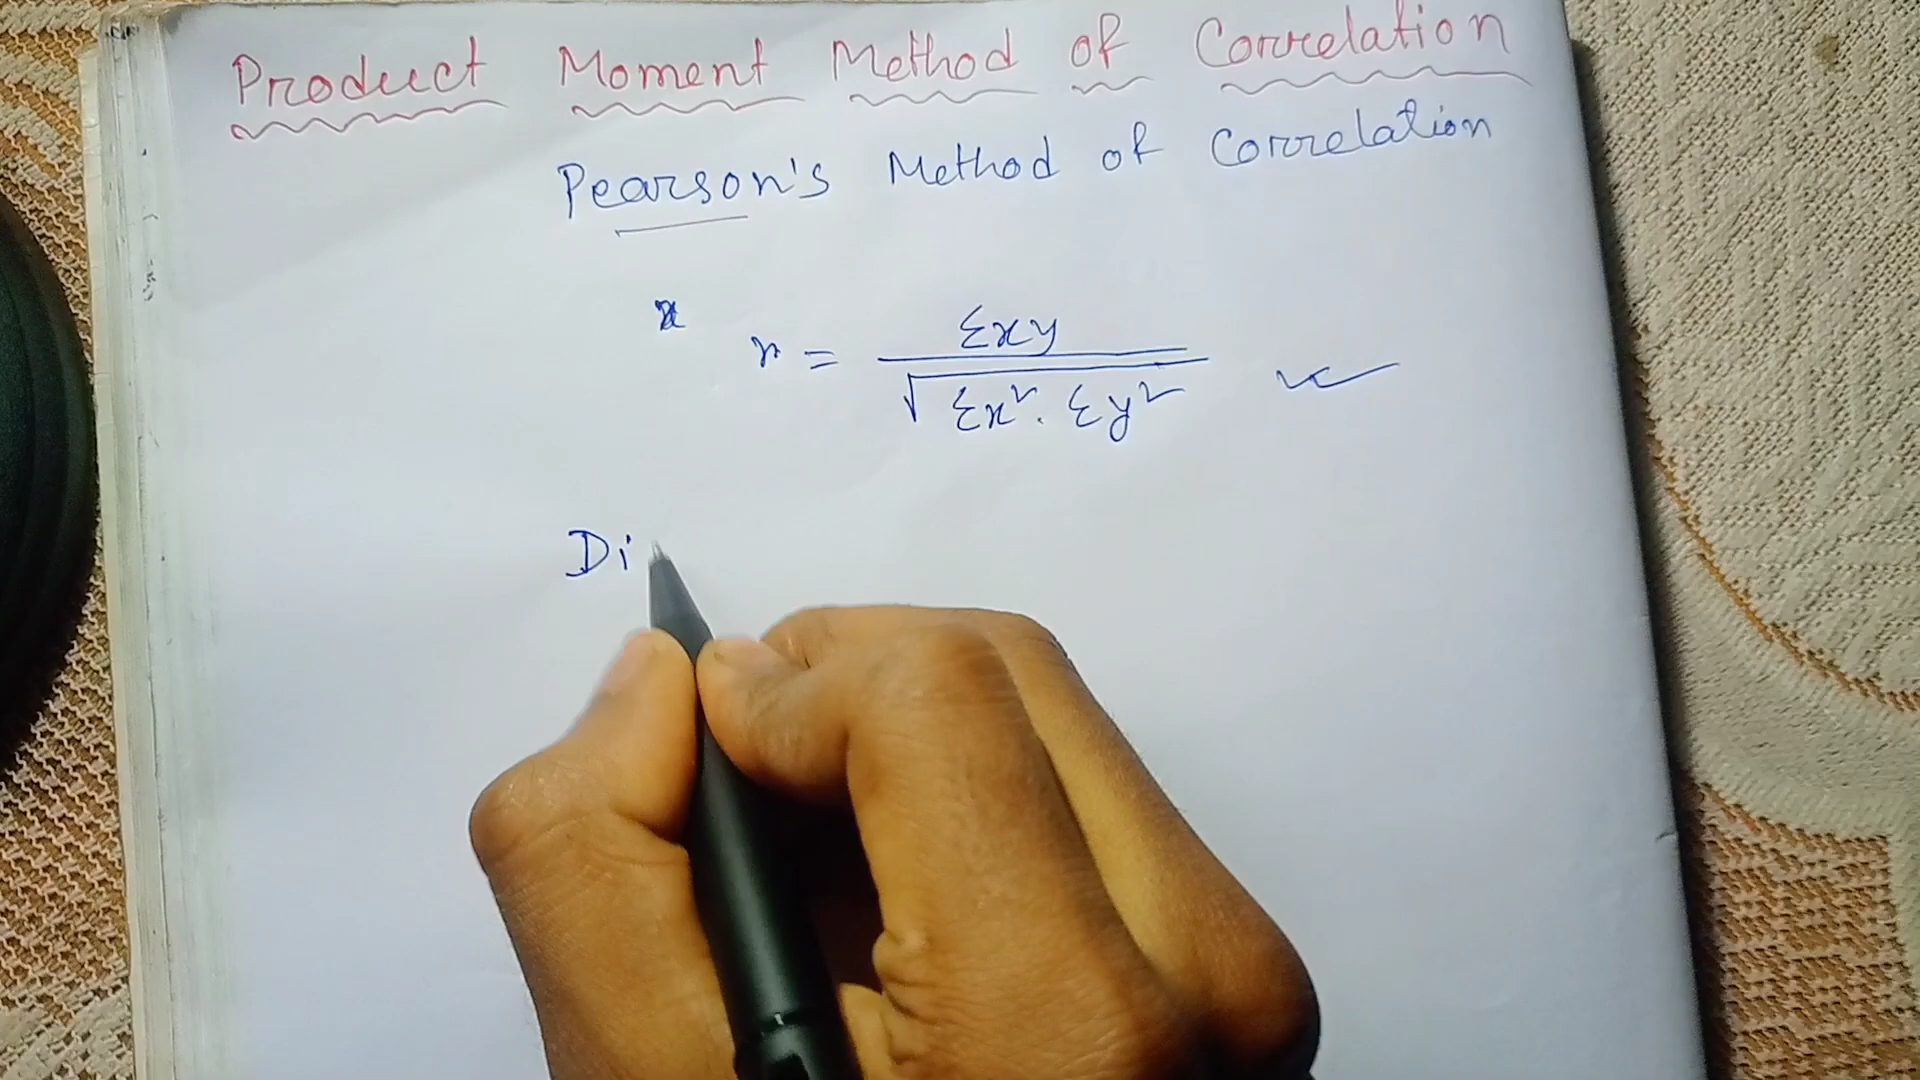 Product Moment Method of Correlation
Pearson's Method of Correlation
r = Σxy / √Σx². Σy²
Di